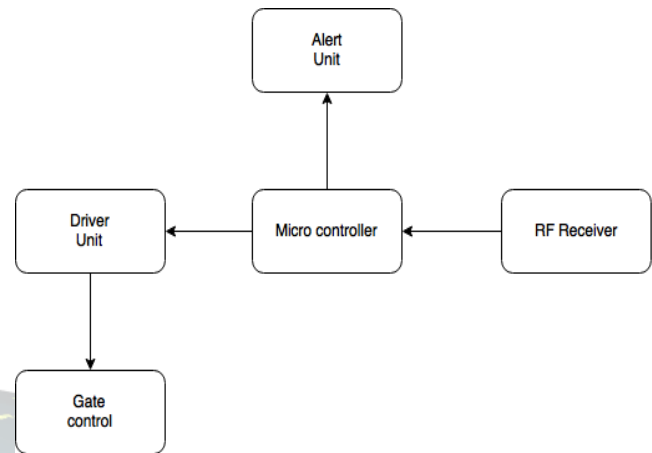 Alert
Unit
Driver
Unit
Micro controller
RF Receiver
Gate
control